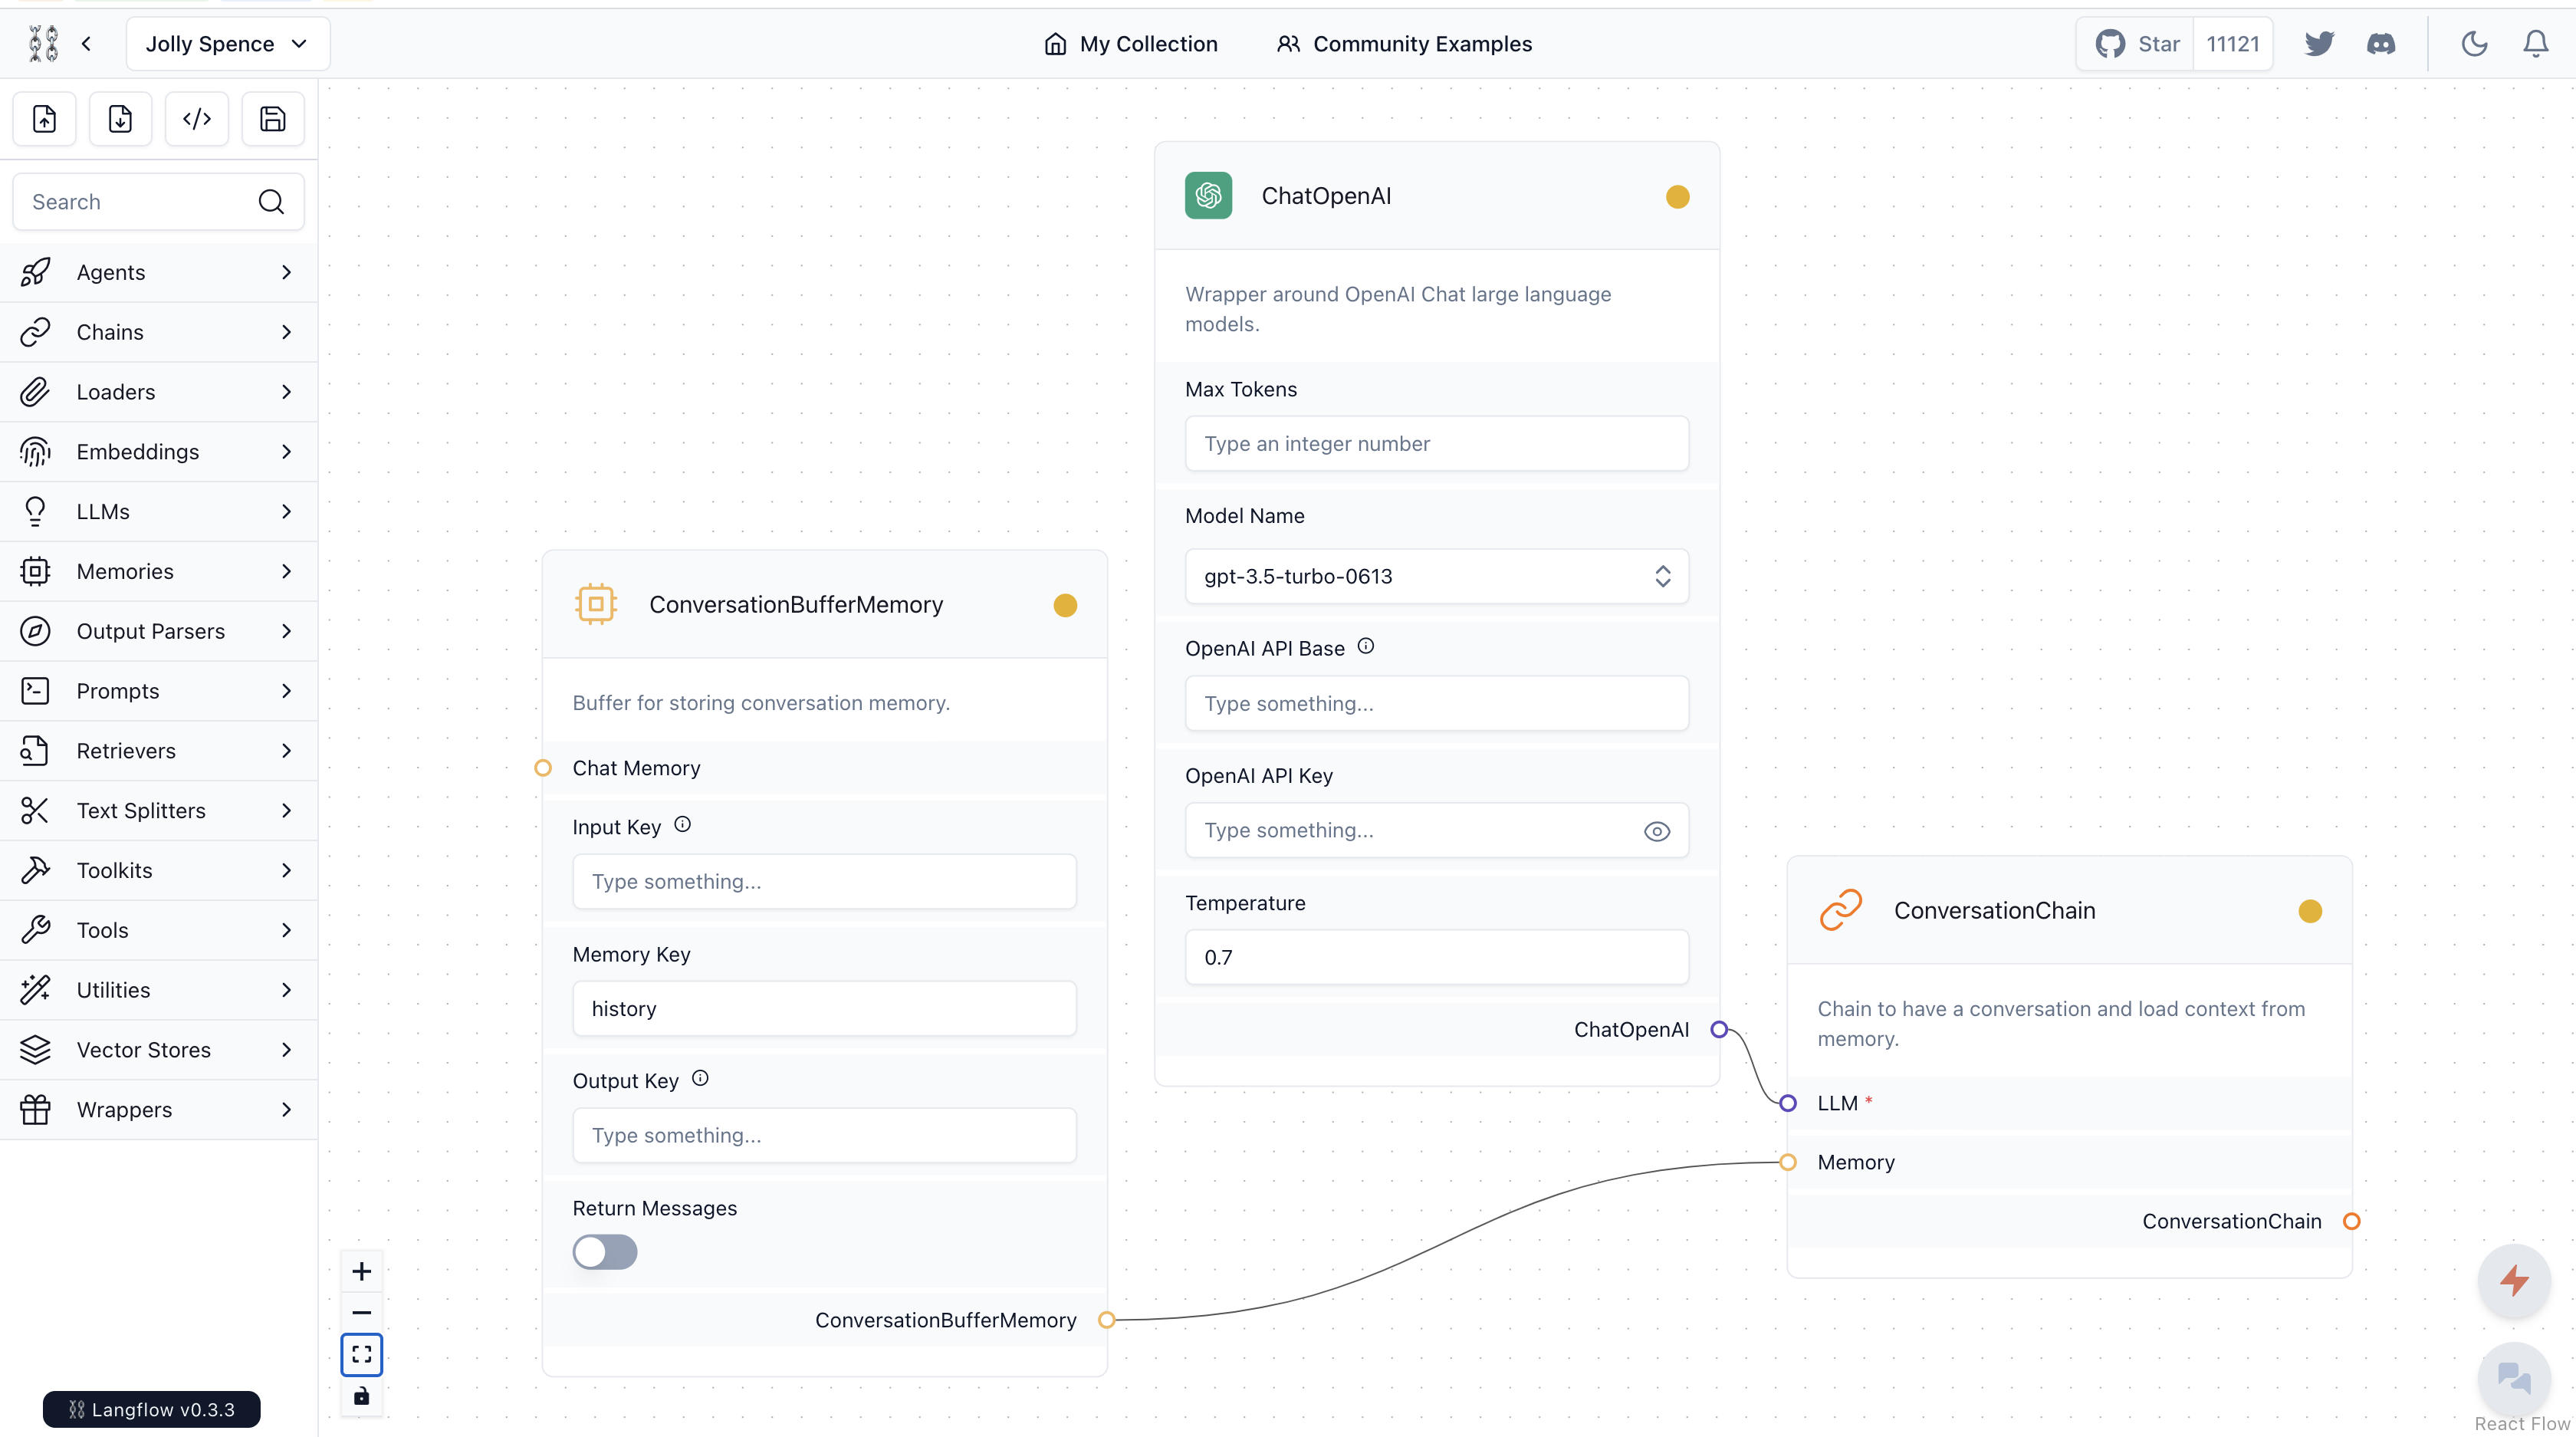 Jolly Spence
My Collection
Community Examples
Star
11121
Search
Agents
Chains
Loaders
Embeddings
LLMs
Memories
Output Parsers
Prompts
Retrievers
Text Splitters
Toolkits
Tools
Utilities
Vector Stores
Wrappers
Langflow v0.3.3
ConversationBufferMemory
Buffer for storing conversation memory.
Chat Memory
Input Key
Type something...
Memory Key
history
Output Key
Type something...
Return Messages
ConversationBufferMemory
ChatOpenAI
Wrapper around OpenAI Chat large language
models.
Max Tokens
Type an integer number
Model Name
gpt-3.5-turbo-0613
OpenAI API Base
Type something...
OpenAI API Key
Type something...
Temperature
0.7
ChatOpenAI
ConversationChain
Chain to have a conversation and load context from
memory.
LLM *
Memory
ConversationChain
React Flow